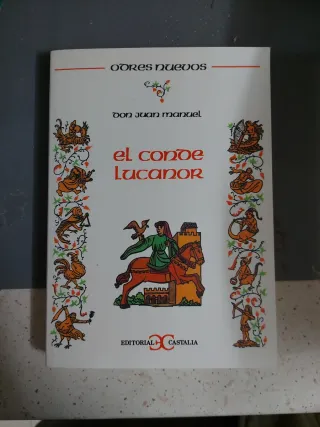 odres nuevos
don juan manuel
el conde
lucanor
EDITORIAL CASTALIA